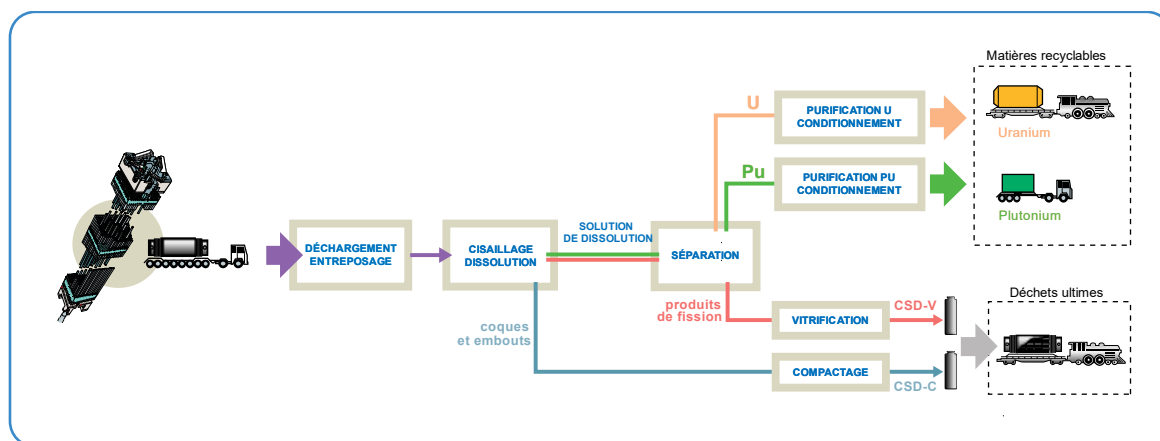 Matières recyclables
U
PURIFICATION U
CONDITIONNEMENT
Uranium
Pu
PURIFICATION PU
CONDITIONNEMENT
Plutonium
SOLUTION
DE DISSOLUTION
DÉCHARGEMENT
ENTREPOSAGE
CISAILLAGE
DISSOLUTION
SÉPARATION
produits
de fission
CSD-V
Déchets ultimes
coques
et embouts
VITRIFICATION
COMPACTAGE
CSD-C